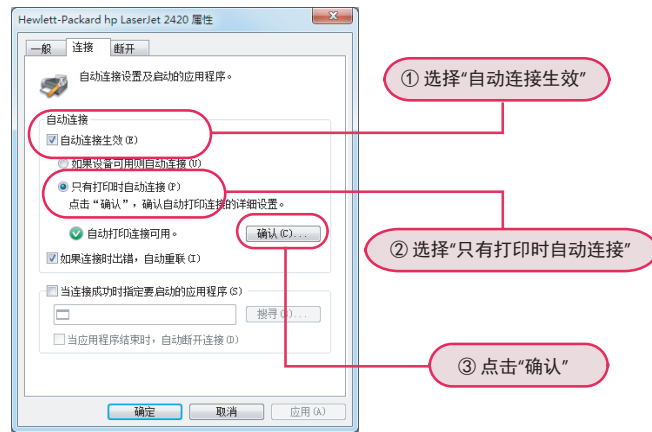 Hewlett-Packard hp LaserJet 2420 属性
一般 连接 断开
自动连接设置及启动的应用程序。
① 选择“自动连接生效”
自动连接
自动连接生效(E)
如果设备可用则自动连接(U)
只有打印时自动连接(P)
点击“确认”，确认自动打印连接的详细设置。
自动打印连接可用。
确认(C)...
② 选择“只有打印时自动连接”
如果连接时出错，自动重联(I)
当连接成功时指定要启动的应用程序(S)
搜寻
当应用程序结束时，自动断开连接(D)
③ 点击“确认”
确定 取消 应用(A)